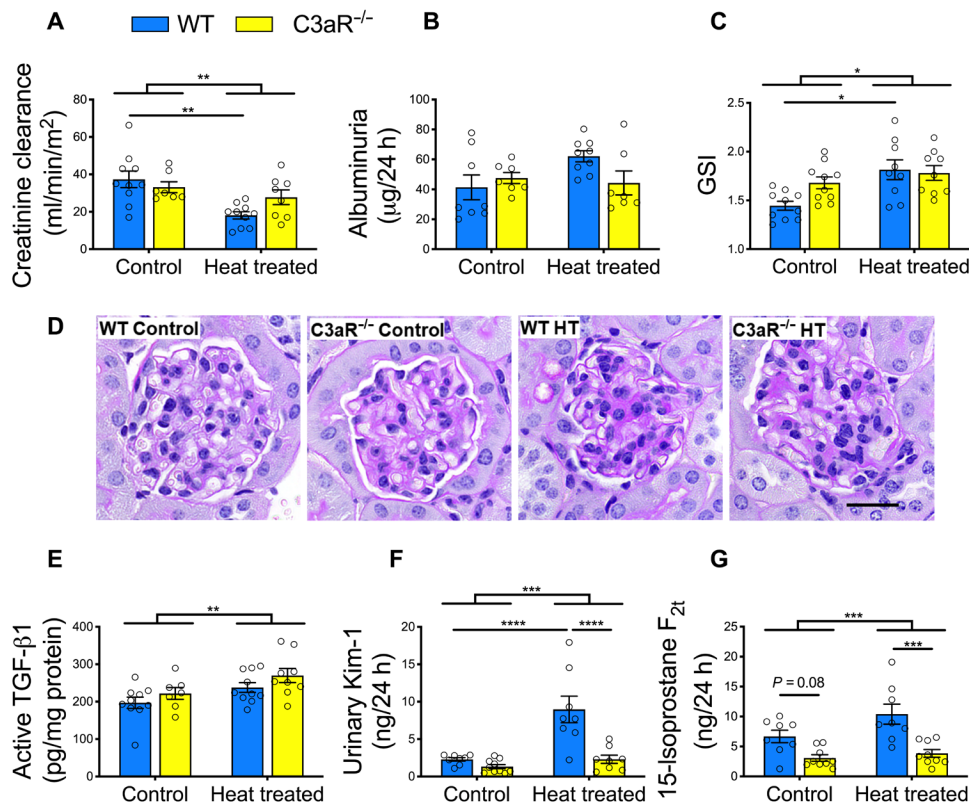 A
WT
C3aR−/−
B
C
**
**
80
60
40
20
0
Creatinine clearance
(ml/min/m2)
Control
Heat treated
100
80
60
40
20
0
Albuminuria
(µg/24 h)
Control
Heat treated
*
*
2.5
2.0
1.5
1.0
GSI
Control
Heat treated
D
WT Control
C3aR−/− Control
WT HT
C3aR−/− HT
E
**
400
300
200
100
0
Active TGF-β1
(pg/mg protein)
Control
Heat treated
F
***
****
****
20
15
10
5
0
Urinary Kim-1
(ng/24 h)
Control
Heat treated
G
***
***
P = 0.08
25
20
15
10
5
0
15-Isoprostane F2t
(ng/24 h)
Control
Heat treated